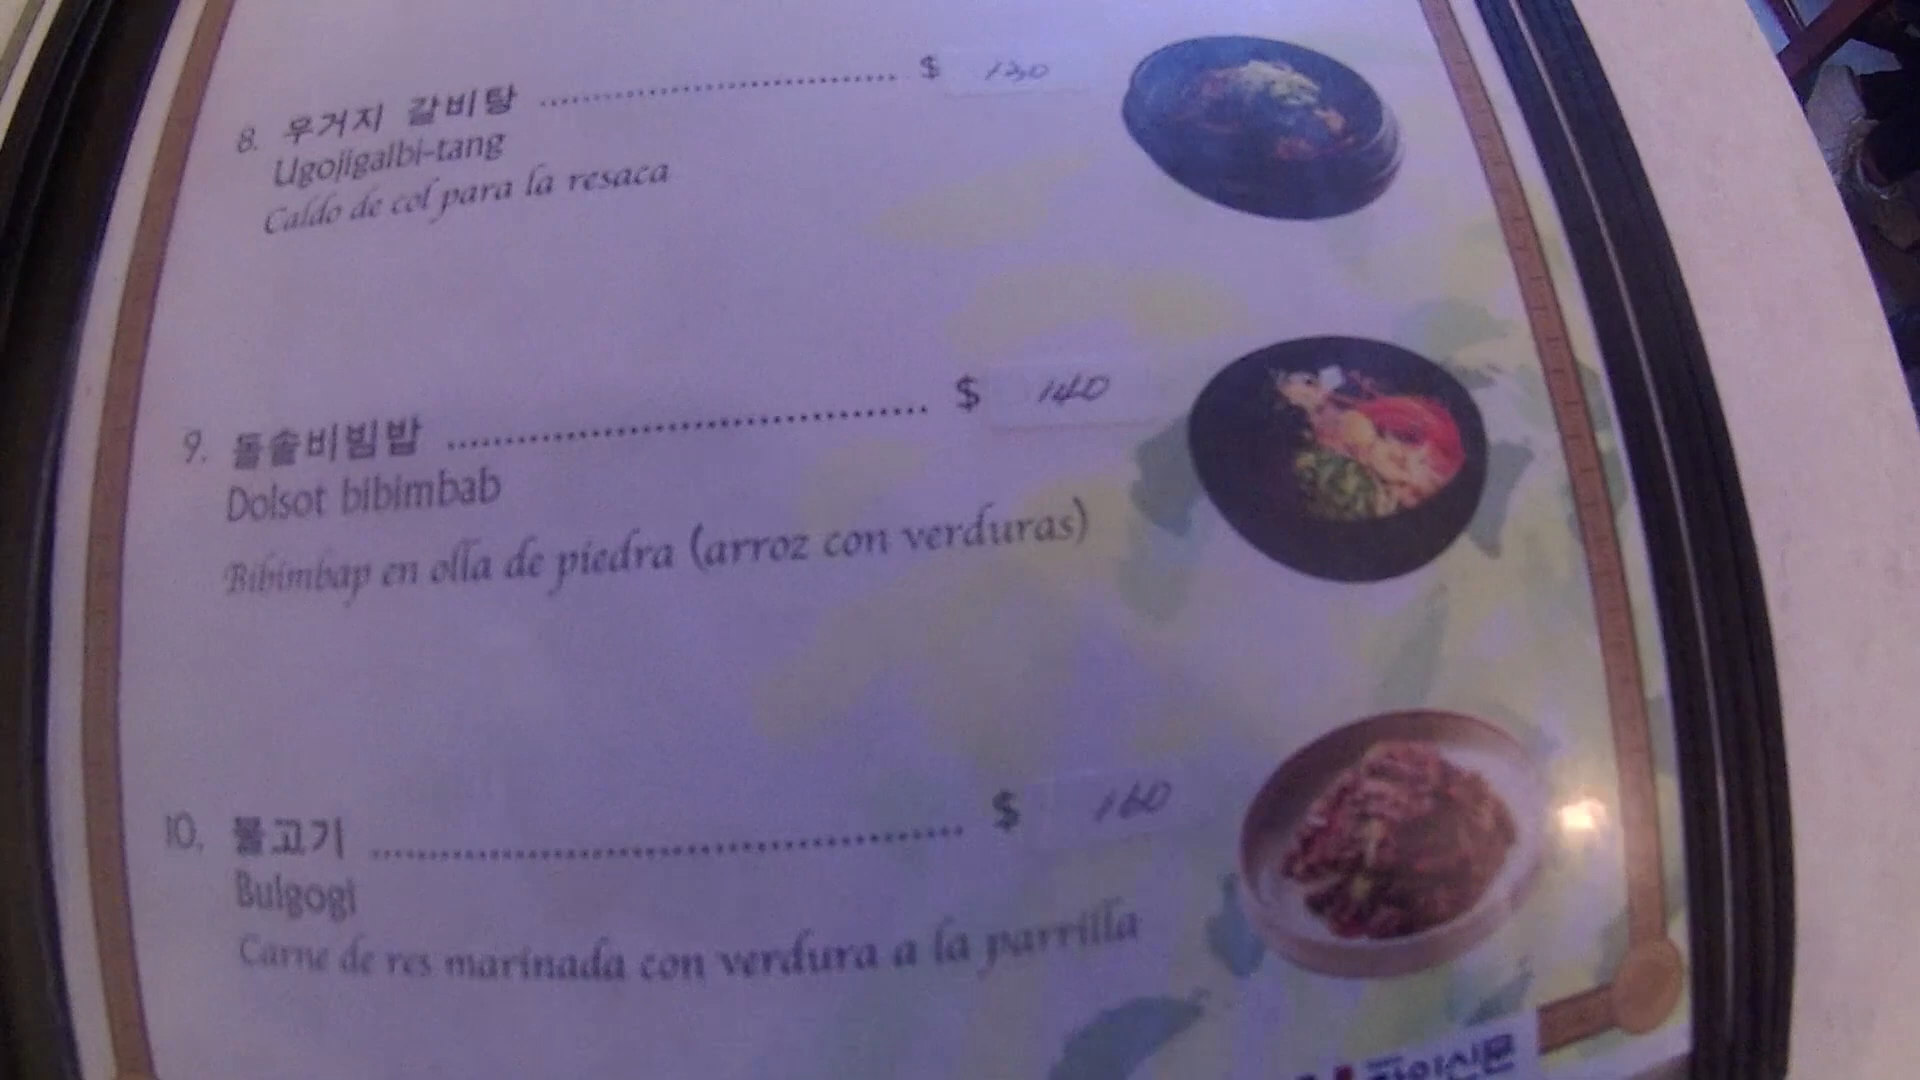 8. 우거지 갈비탕 ........................ $ 130
Ugojigalbi-tang
Caldo de col para la resaca
9. 돌솥비빔밥 ........................ $ 140
Dolsot bibimbab
Bibimbap en olla de piedra (arroz con verduras)
10. 불고기 ........................ $ 160
Bulgogi
Carne de res marinada con verdura a la parrilla